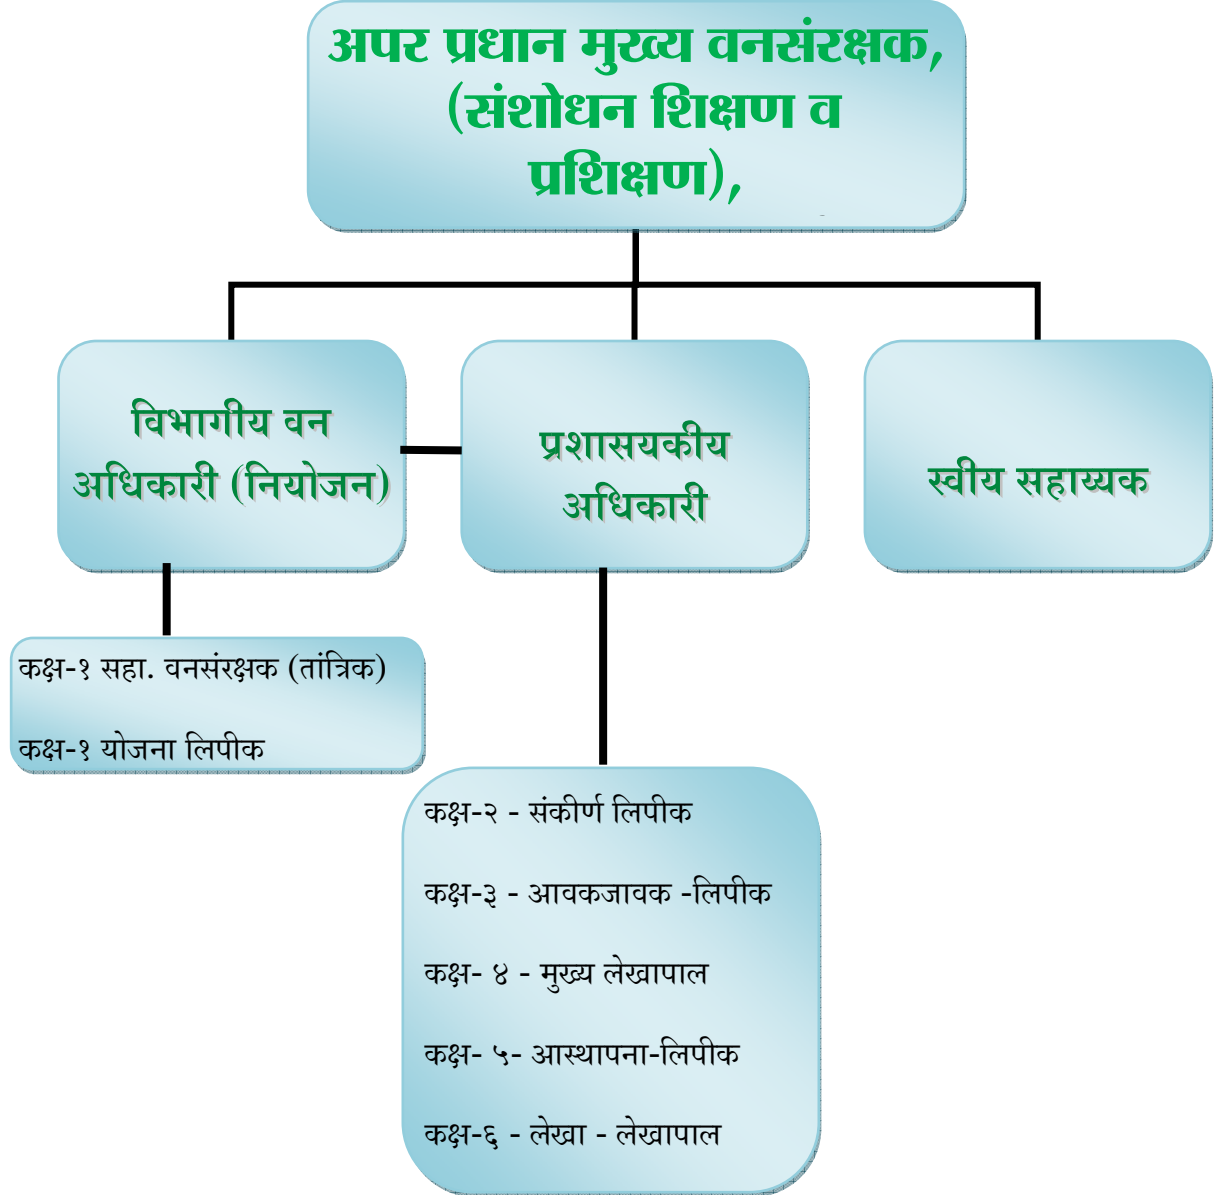 अपर प्रधान मुख्य वनसंरक्षक,
(संशोधन शिक्षण व
प्रशिक्षण),
विभागीय वन
अधिकारी (नियोजन)
प्रशासयकीय
अधिकारी
स्वीय सहाय्यक
कक्ष-१ सहा. वनसंरक्षक (तांत्रिक)
कक्ष-१ योजना लिपीक
कक्ष-२ - संकीर्ण लिपीक
कक्ष-३ - आवकजावक -लिपीक
कक्ष- ४ - मुख्य लेखापाल
कक्ष- ५- आस्थापना-लिपीक
कक्ष-६ - लेखा - लेखापाल